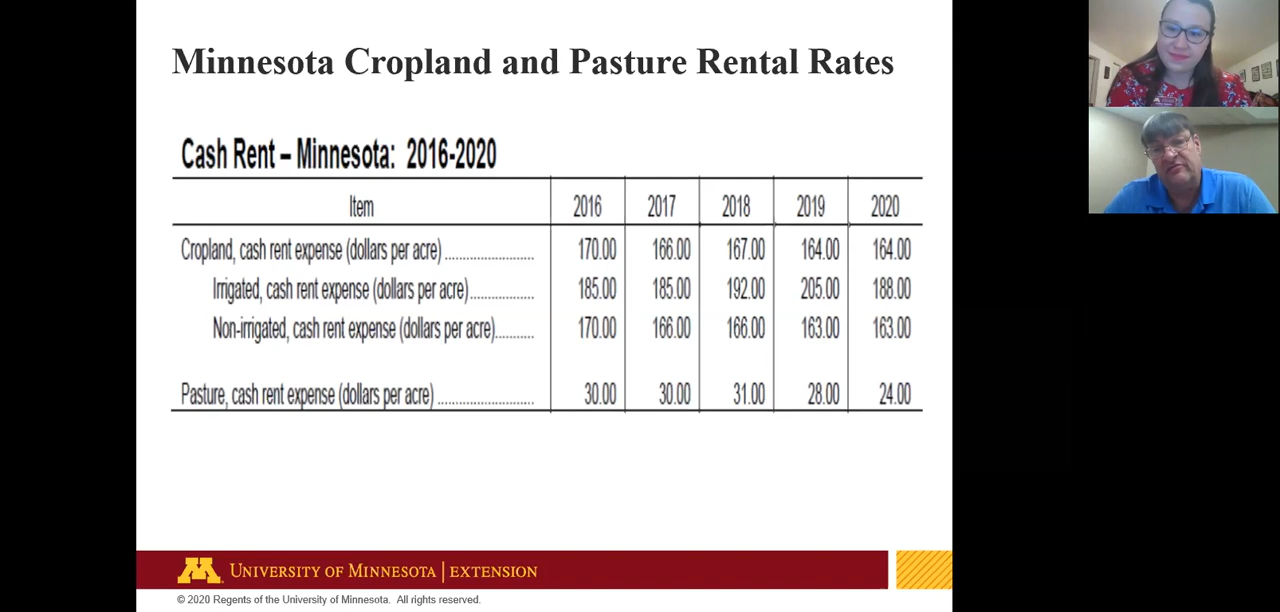 Minnesota Cropland and Pasture Rental Rates
Cash Rent – Minnesota: 2016-2020
Item 2016 2017 2018 2019 2020
Cropland, cash rent expense (dollars per acre) ........................ 170.00 166.00 167.00 164.00 164.00
Irrigated, cash rent expense (dollars per acre) ................. 185.00 185.00 192.00 205.00 188.00
Non-irrigated, cash rent expense (dollars per acre) .......... 170.00 166.00 166.00 163.00 163.00
Pasture, cash rent expense (dollars per acre) .......................... 30.00 30.00 31.00 28.00 24.00
M UNIVERSITY OF MINNESOTA | EXTENSION
© 2020 Regents of the University of Minnesota. All rights reserved.